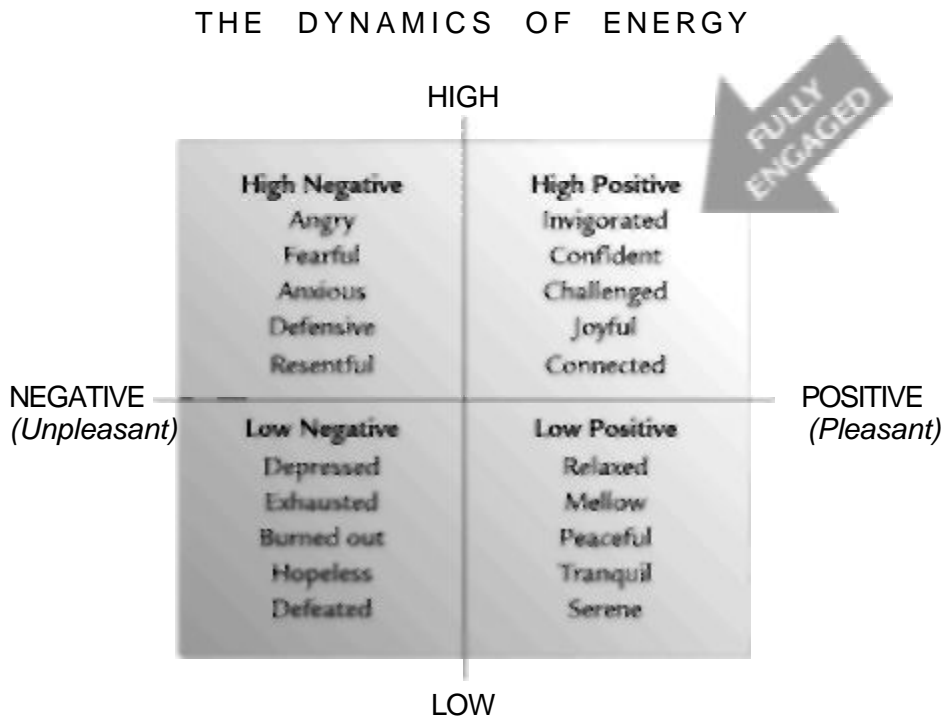 THE DYNAMICS OF ENERGY
HIGH
FULLY
ENGAGED
High Negative
Angry
Fearful
Anxious
Defensive
Resentful
High Positive
Invigorated
Confident
Challenged
Joyful
Connected
NEGATIVE
(Unpleasant)
POSITIVE
(Pleasant)
Low Negative
Depressed
Exhausted
Burned out
Hopeless
Defeated
Low Positive
Relaxed
Mellow
Peaceful
Tranquil
Serene
LOW